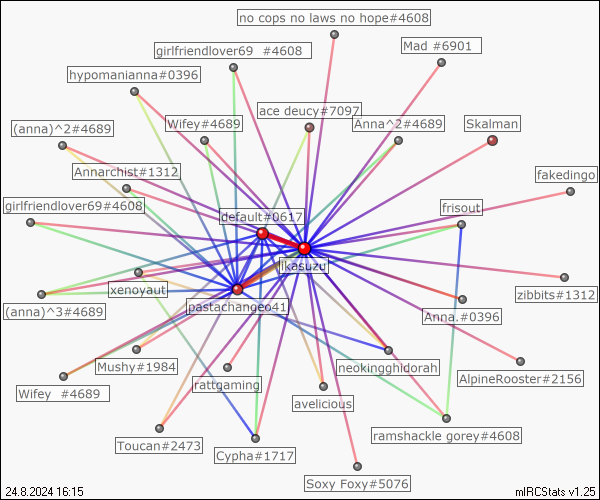 no cops no laws no hope#4608
Mad #6901
girlfriendlover69 #4608
hypomanianna#0396
ace deucy#7097
(anna)^2#4689
Wifey#4689
Anna^2#4689
Skalman
Annarchist#1312
fakedingo
girlfriendlover69#4608
default#0617
frisout
ikasuzu
xenoyaut
zibbits#1312
(anna)^3#4689
pastachange041
Anna.#0396
Mushy#1984
neokingghidorah
AlpineRooster#2156
rattgaming
Wifey #4689
avelicious
Toucan#2473
ramshackle gorey#4608
Cypha#1717
Soxy Foxy#5076
24.8.2024 16:15
mIRCStats v1.25